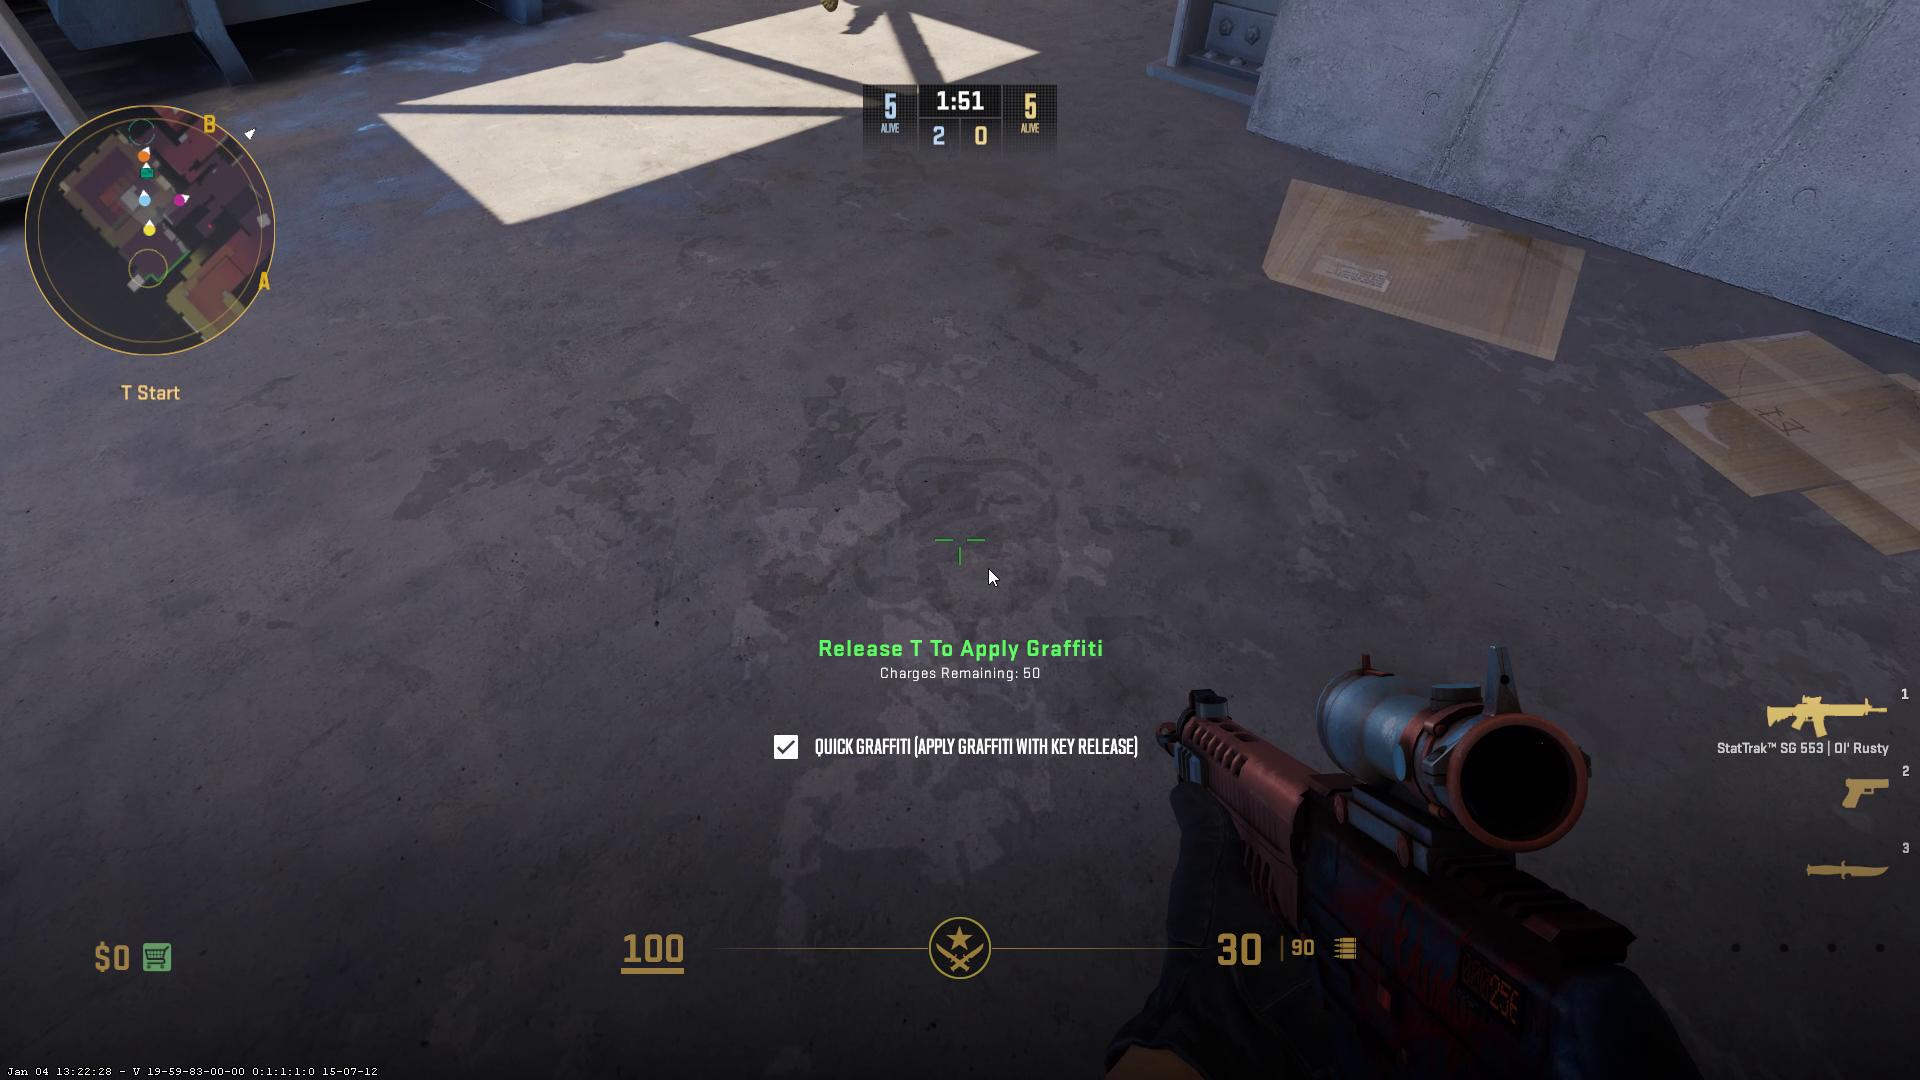 5
ALIVE
1:51
2
0
5
ALIVE
B
A
T Start
Release T To Apply Graffiti
Charges Remaining: 50
QUICK GRAFFITI (APPLY GRAFFITI WITH KEY RELEASE)
1
StatTrak™ SG 553 | Ol' Rusty
2
3
$0
100
30
90
Jan 04 13:22:28 - V 19-59-83-00-00 0:1:1:1:0 15-07-12